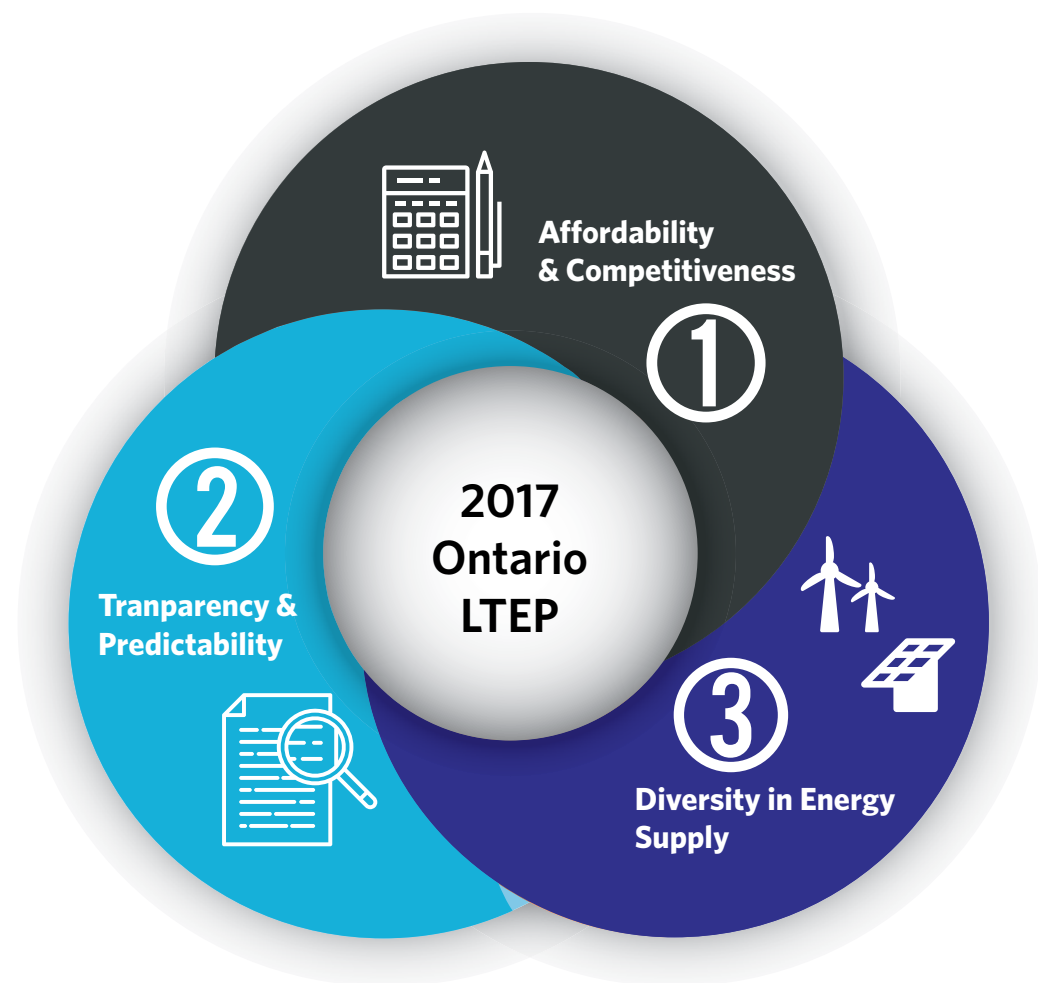 Affordability
& Competitiveness
1
2017
Ontario
LTEP
2
Tranparency &
Predictability
3
Diversity in Energy
Supply